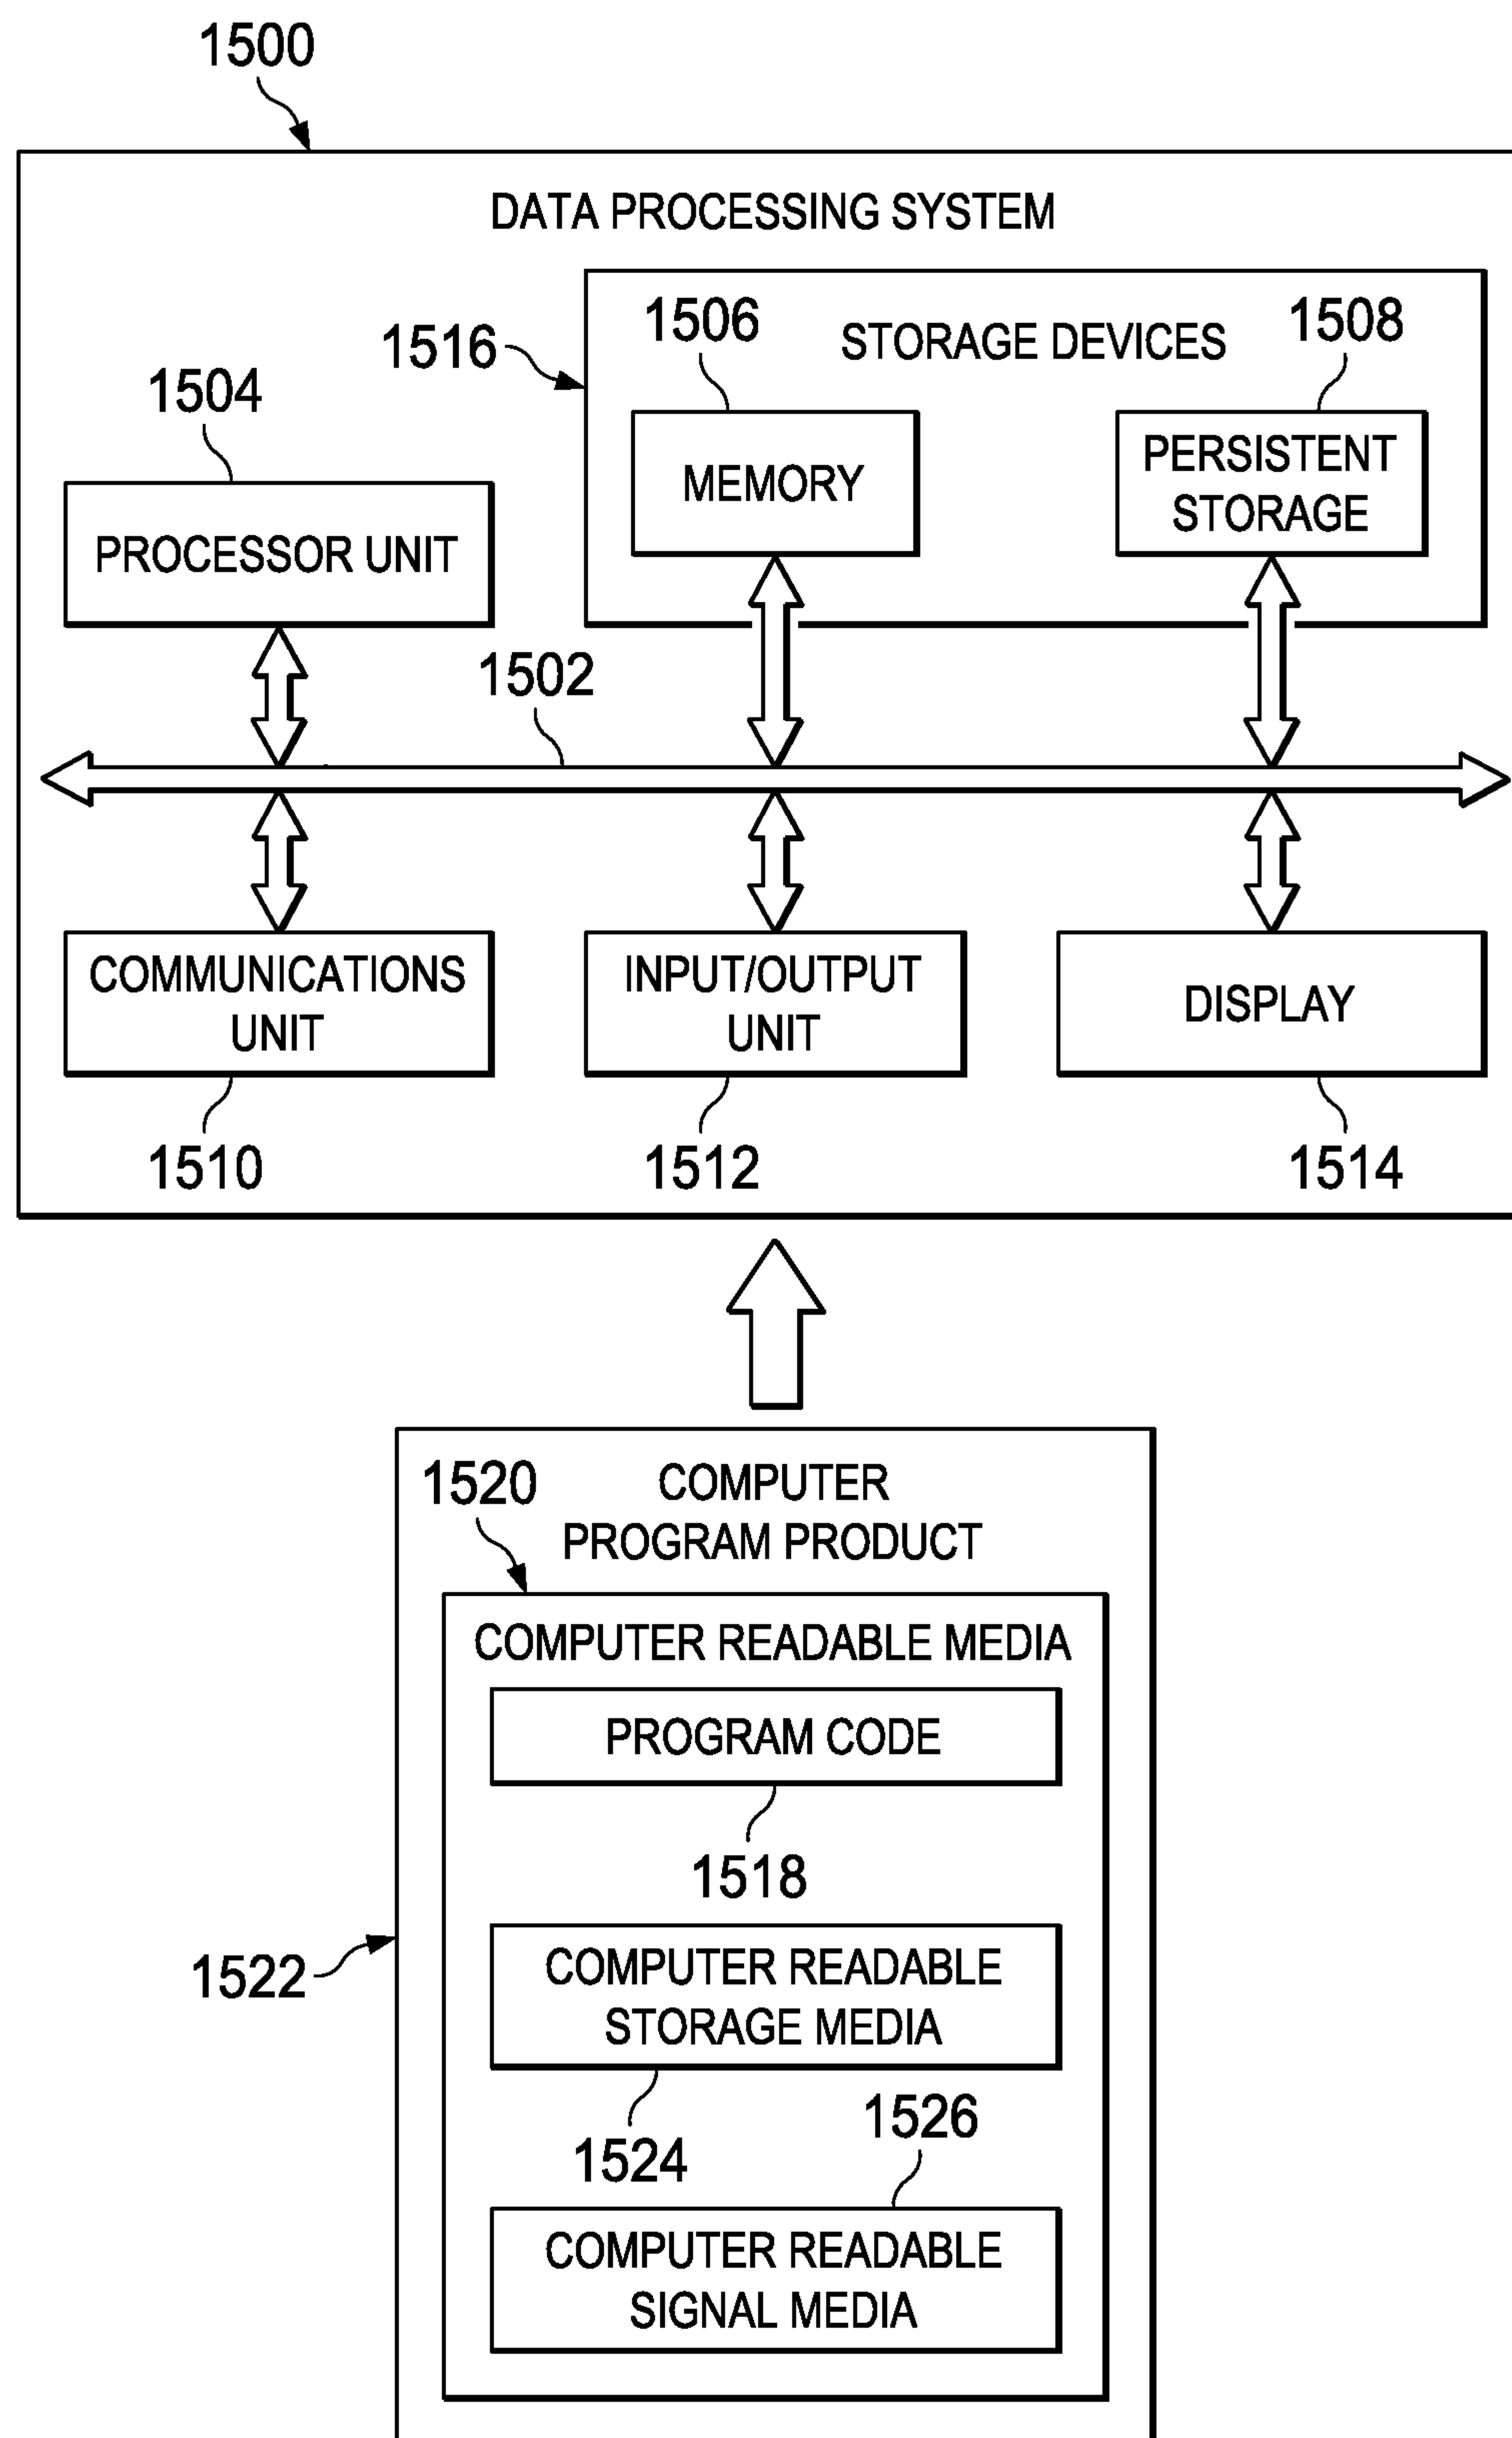 1500
DATA PROCESSING SYSTEM
1506
STORAGE DEVICES
1508
1516
1504
MEMORY
PERSISTENT
STORAGE
PROCESSOR UNIT
1502
COMMUNICATIONS
UNIT
INPUT/OUTPUT
UNIT
DISPLAY
1510
1512
1514
COMPUTER
PROGRAM PRODUCT
1520
COMPUTER READABLE MEDIA
PROGRAM CODE
1518
1522
COMPUTER READABLE
STORAGE MEDIA
1524
1526
COMPUTER READABLE
SIGNAL MEDIA